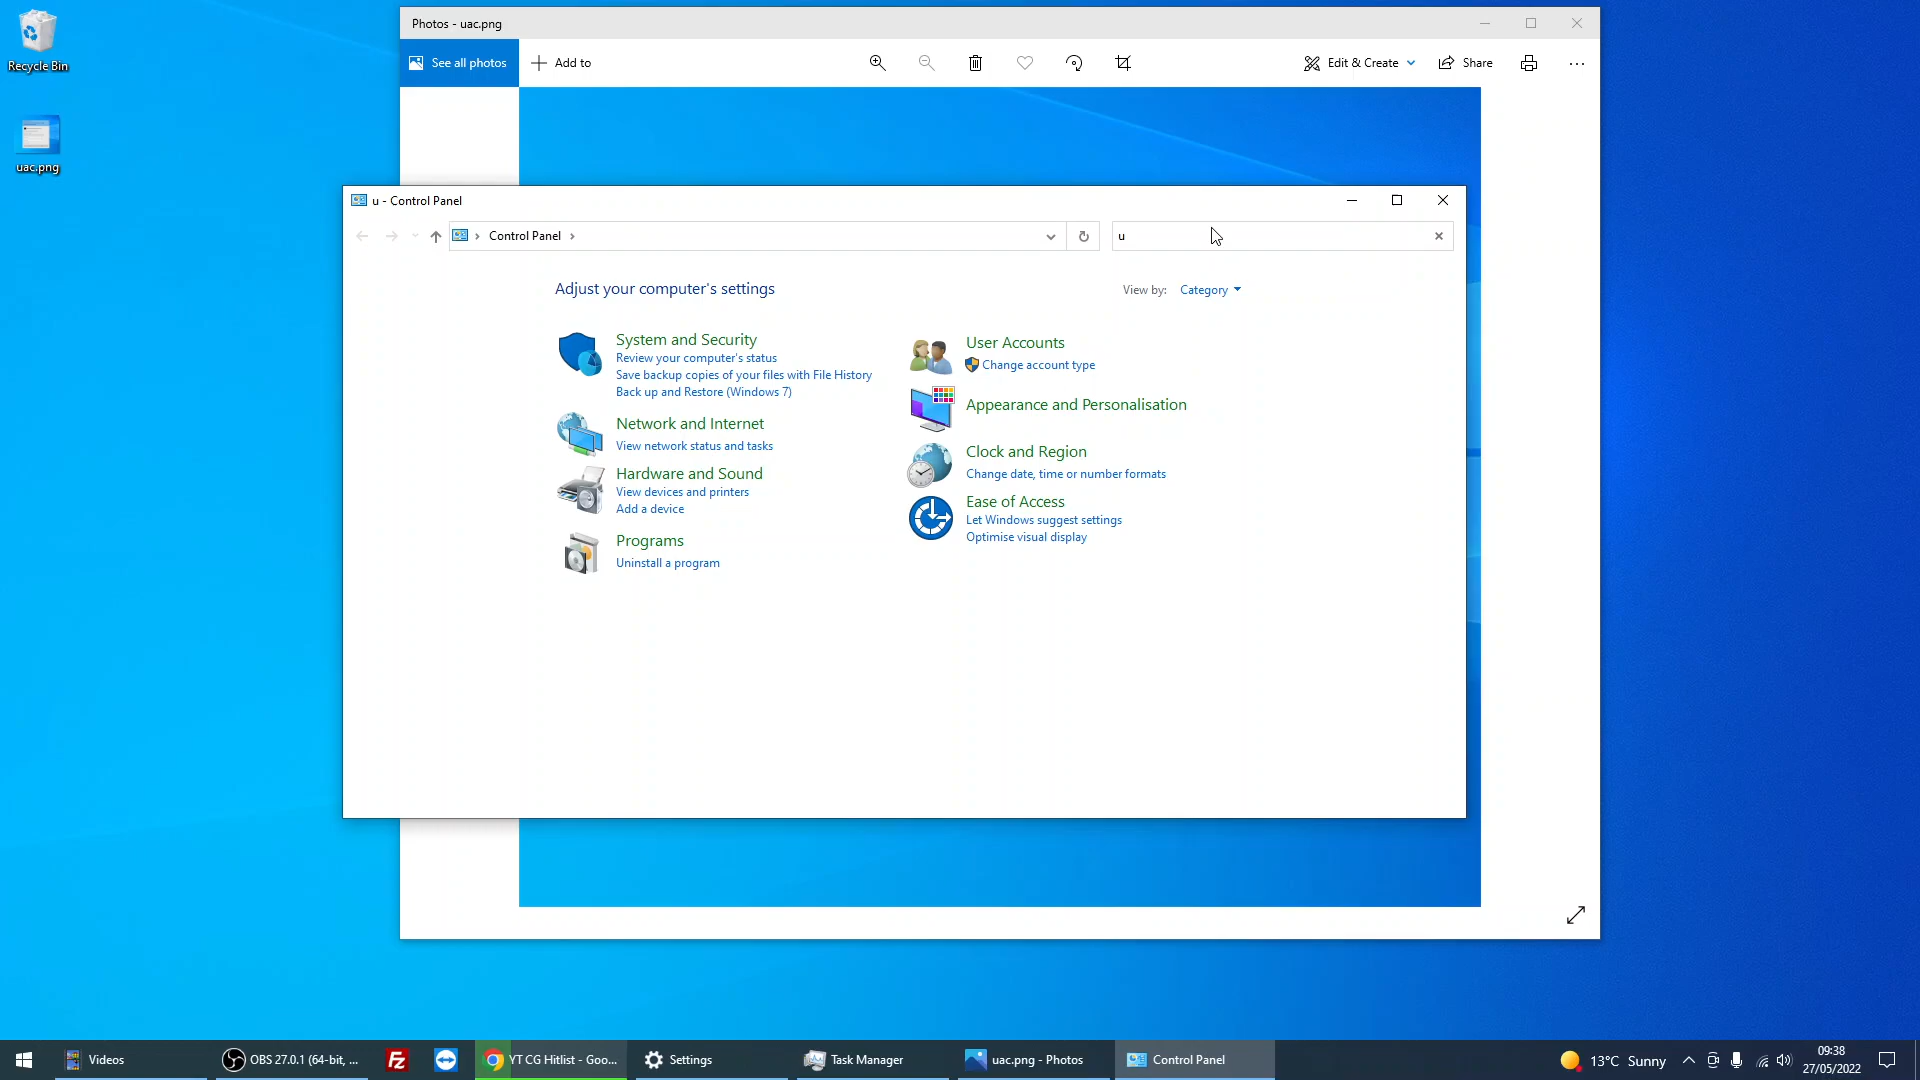 Recycle Bin
uac.png
Photos - uac.png
See all photos
Add to
Edit & Create
Share
u - Control Panel
Control Panel
u
Adjust your computer's settings
View by:
Category
System and Security
Review your computer's status
Save backup copies of your files with File History
Back up and Restore (Windows 7)
Network and Internet
View network status and tasks
Hardware and Sound
View devices and printers
Add a device
Programs
Uninstall a program
User Accounts
Change account type
Appearance and Personalisation
Clock and Region
Change date, time or number formats
Ease of Access
Let Windows suggest settings
Optimise visual display
Videos
OBS 27.0.1 (64-bit, ...
Fz
YT CG Hitlist - Goo...
Settings
Task Manager
uac.png - Photos
Control Panel
13°C Sunny
09:38
27/05/2022